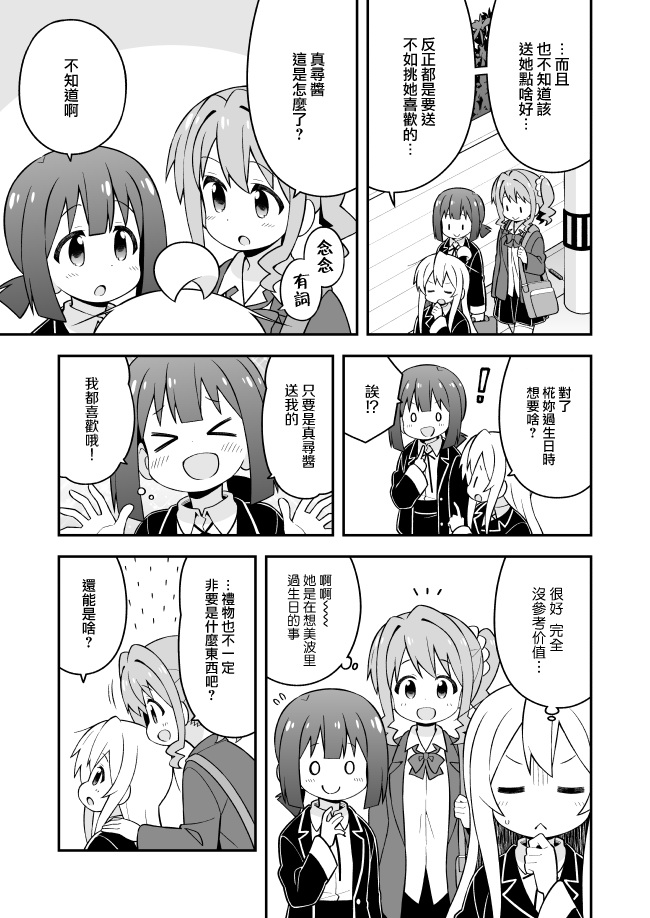 …而且
也不知道該
送她點啥好…
反正都是要送
不如挑她喜歡的…
真尋醬
這是怎麼了？
念念
有詞
不知道啊
對了
椛妳過生日時
想要啥？
！
誒!?
只要是真尋醬
送我的
我都喜歡哦！
很好 完全
沒參考价值…
啊啊〜〜
她是在想美波里
過生日的事
…禮物也不一定
非要是什麼東西吧？
還能是啥？